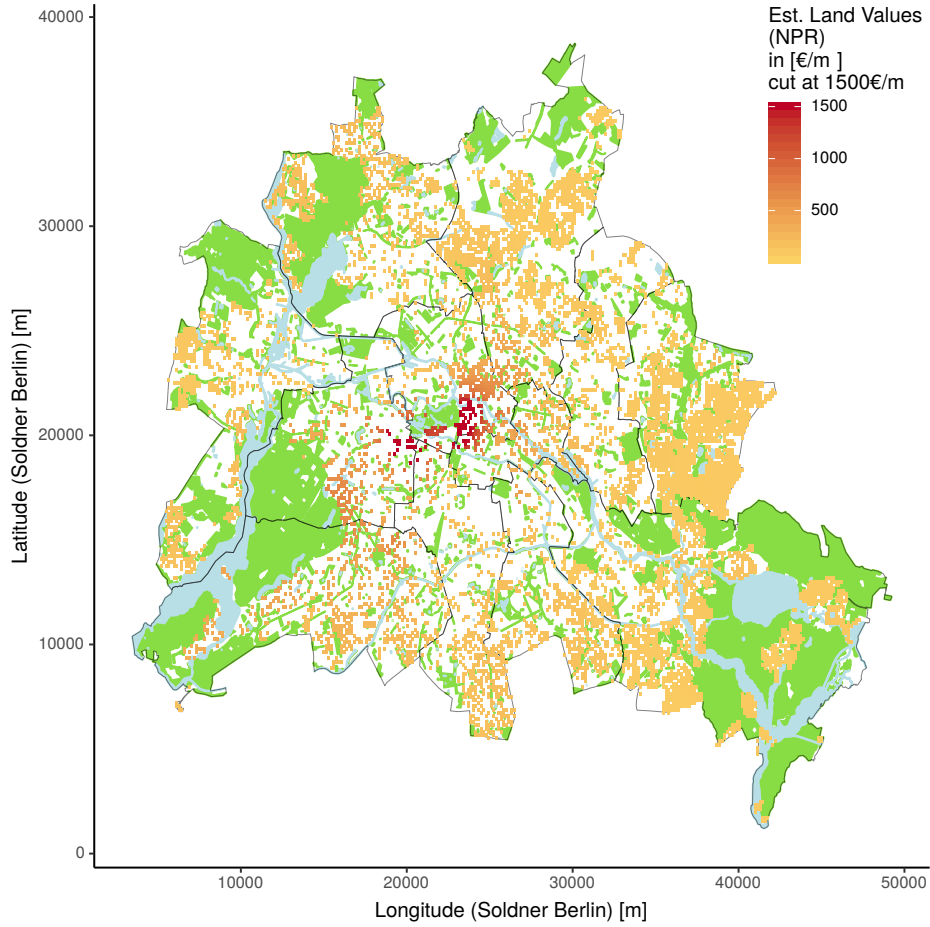 Est. Land Values
(NPR)
in [€/m ]
cut at 1500€/m
1500
1000
500
40000
30000
20000
10000
0
Latitude (Soldner Berlin) [m]
10000 20000 30000 40000 50000
Longitude (Soldner Berlin) [m]